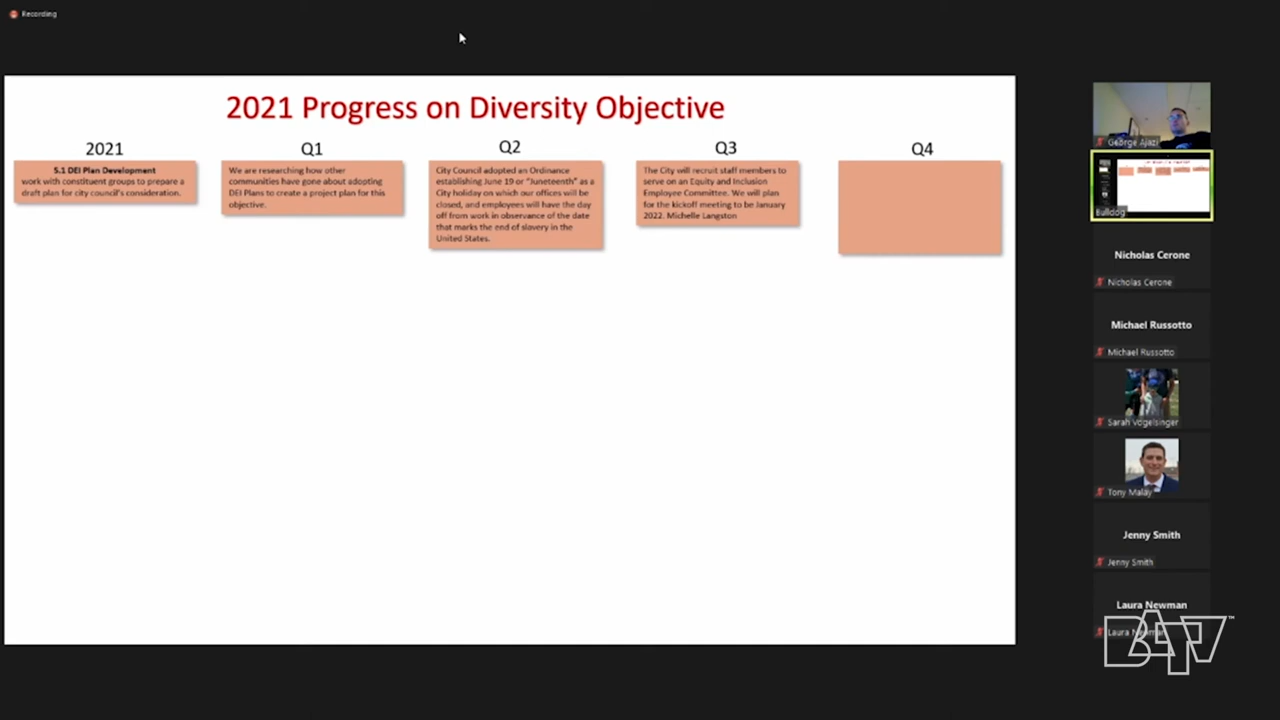 Recording
2021 Progress on Diversity Objective
2021
5.1 DEI Plan Development
work with constituent groups to prepare a
draft plan for city council's consideration.
Q1
We are researching how other
communities have gone about adopting
DEI Plans to create a project plan for this
objective.
Q2
City Council adopted an Ordinance
establishing June 19 or "Juneteenth" as a
City holiday on which our offices will be
closed, and employees will have the day
off from work in observance of the date
that marks the end of slavery in the
United States.
Q3
The City will recruit staff members to
serve on an Equity and Inclusion
Employee Committee. We will plan
for the kickoff meeting to be January
2022. Michelle Langston
Q4
George Ajazi
Bulldog
Nicholas Cerone
Nicholas Cerone
Michael Russotto
Michael Russotto
Sarah Vogelsinger
Tony Malay
Jenny Smith
Jenny Smith
Laura Newman
Laura Newman
BATV™